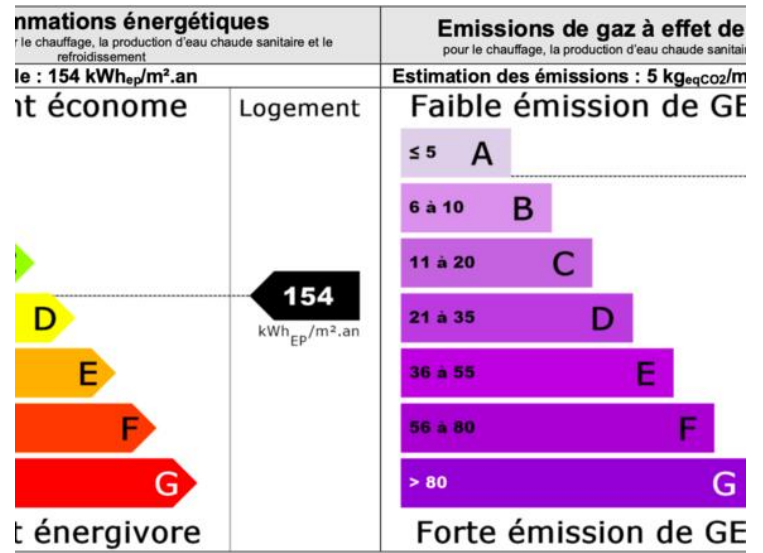 mmations énergétiques
r le chauffage, la production d'eau chaude sanitaire et le
refroidissement
le : 154 kWhep/m².an
nt économe
Logement
D
E
F
G
154
kWhEP/m².an
t énergivore
Emissions de gaz à effet de
pour le chauffage, la production d'eau chaude sanitair
Estimation des émissions : 5 kgeqCO2/m
Faible émission de GE
≤ 5 A
6 à 10 B
11 à 20 C
21 à 35 D
36 à 55 E
56 à 80 F
> 80 G
Forte émission de GE